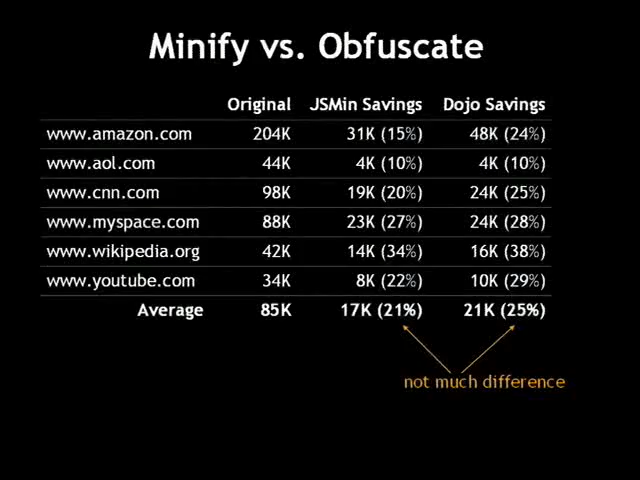 Minify vs. Obfuscate
Original JSMin Savings Dojo Savings
www.amazon.com 204K 31K (15%) 48K (24%)
www.aol.com 44K 4K (10%) 4K (10%)
www.cnn.com 98K 19K (20%) 24K (25%)
www.myspace.com 88K 23K (27%) 24K (28%)
www.wikipedia.org 42K 14K (34%) 16K (38%)
www.youtube.com 34K 8K (22%) 10K (29%)
Average 85K 17K (21%) 21K (25%)
not much difference